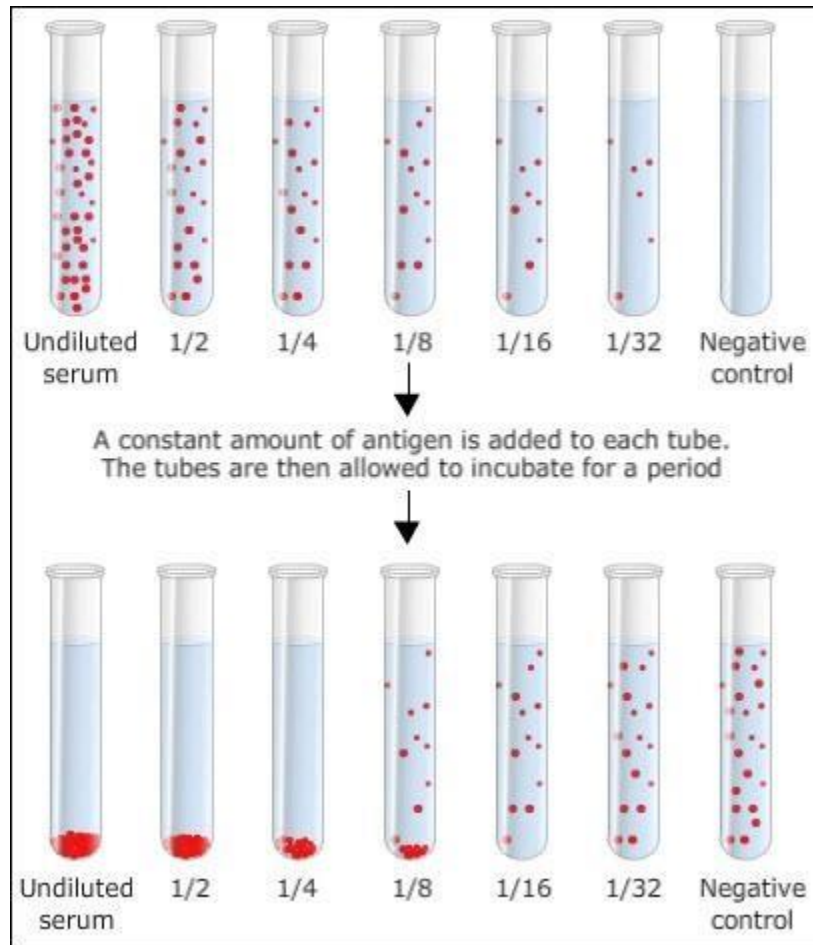 Undiluted serum
1/2
1/4
1/8
1/16
1/32
Negative control
A constant amount of antigen is added to each tube.
The tubes are then allowed to incubate for a period
Undiluted serum
1/2
1/4
1/8
1/16
1/32
Negative control